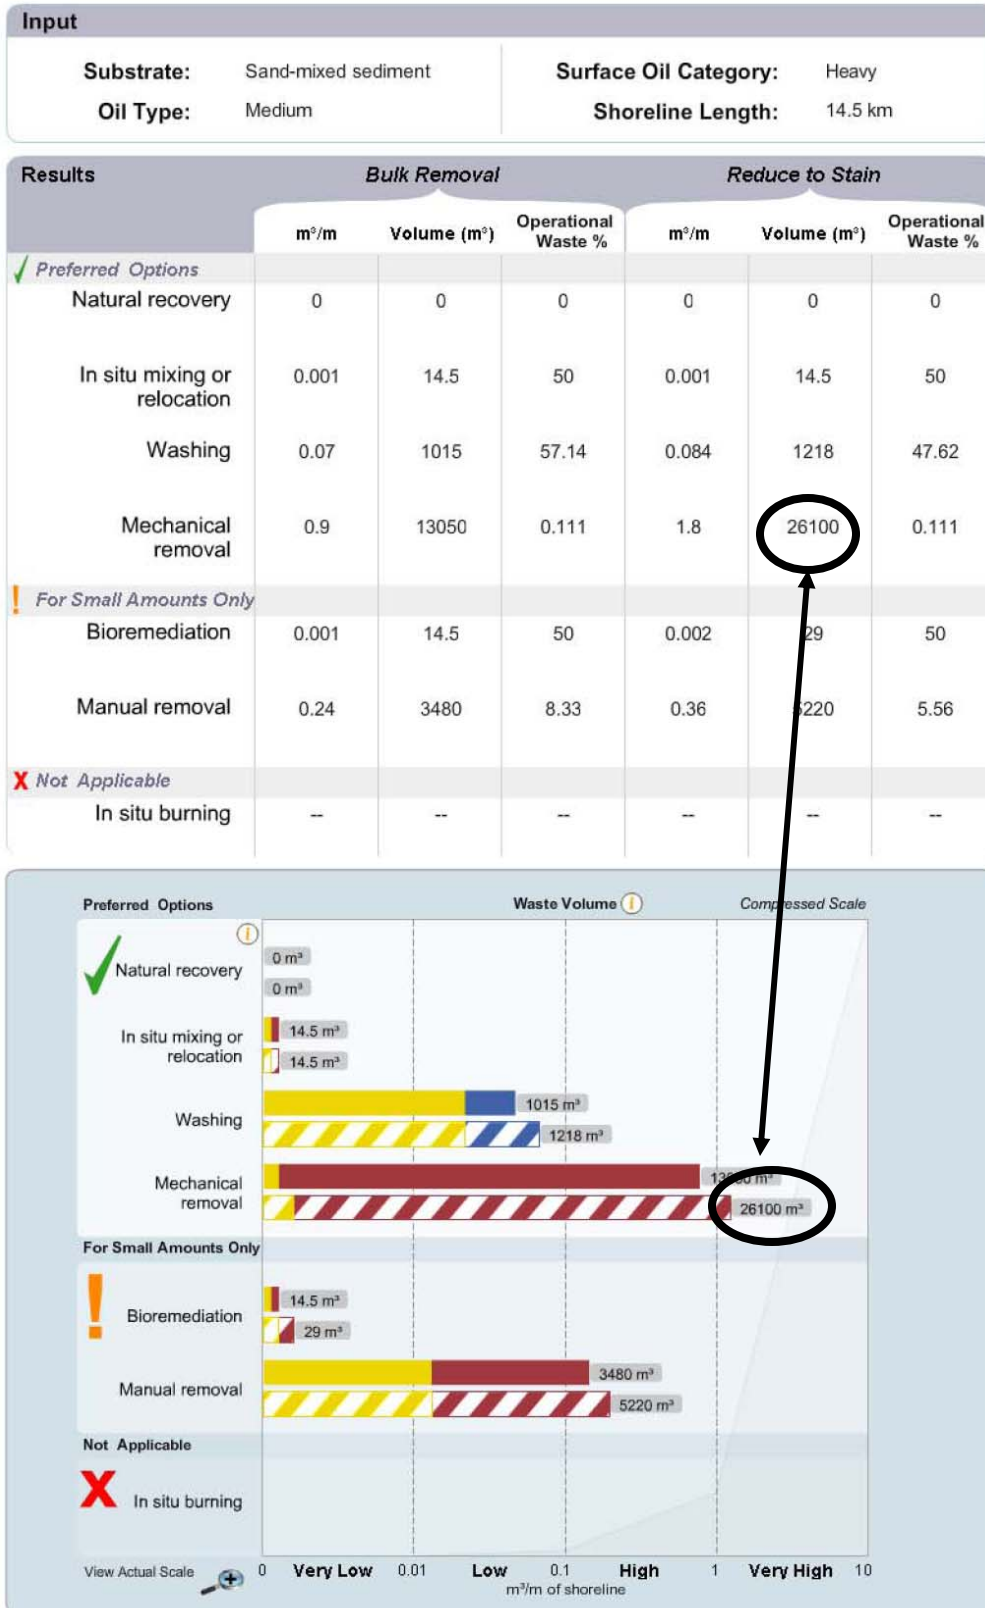 Input
Substrate: Sand-mixed sediment Surface Oil Category: Heavy
Oil Type: Medium Shoreline Length: 14.5 km
Results Bulk Removal Reduce to Stain
m³/m Volume (m³) Operational Waste % m³/m Volume (m³) Operational Waste %
Preferred Options
Natural recovery 0 0 0 0 0 0
In situ mixing or relocation 0.001 14.5 50 0.001 14.5 50
Washing 0.07 1015 57.14 0.084 1218 47.62
Mechanical removal 0.9 13050 0.111 1.8 26100 0.111
! For Small Amounts Only
Bioremediation 0.001 14.5 50 0.002 29 50
Manual removal 0.24 3480 8.33 0.36 5220 5.56
X Not Applicable
In situ burning -- -- -- -- -- --
Preferred Options Waste Volume i Compressed Scale
i
Natural recovery
0 m³
0 m³
In situ mixing or
relocation
14.5 m³
14.5 m³
Washing
1015 m³
1218 m³
Mechanical
removal
13050 m³
26100 m³
For Small Amounts Only
!
Bioremediation
14.5 m³
29 m³
Manual removal
3480 m³
5220 m³
Not Applicable
X In situ burning
View Actual Scale 0 Very Low 0.01 Low 0.1 High 1 Very High 10
m³/m of shoreline